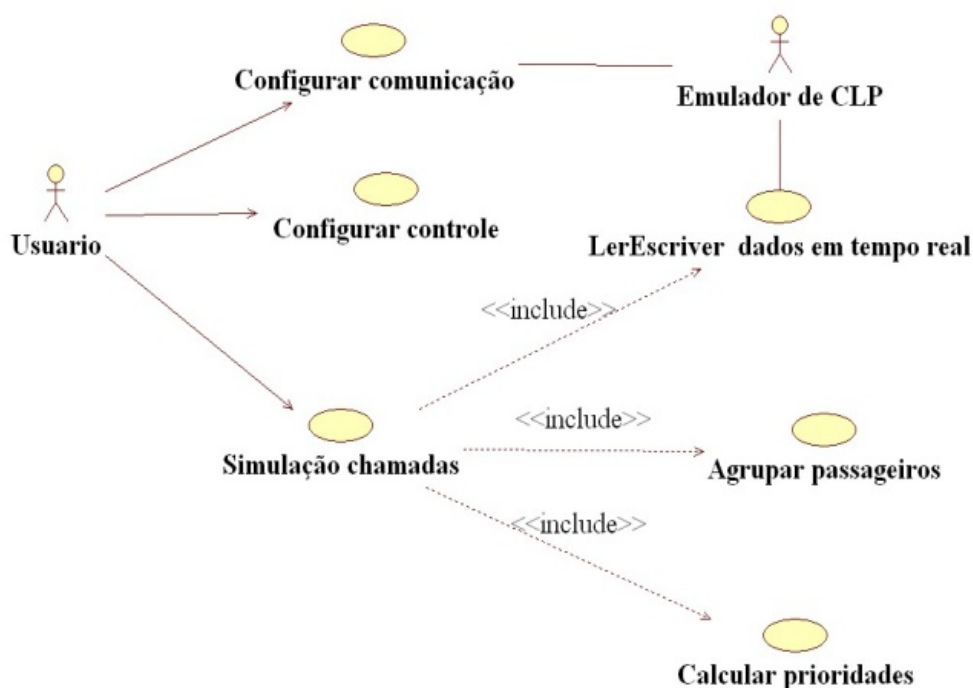 Configurar comunicação
Emulador de CLP
Configurar controle
Usuario
LerEscriver dados em tempo real
<<include>>
<<include>>
Simulação chamadas
Agrupar passageiros
<<include>>
Calcular prioridades